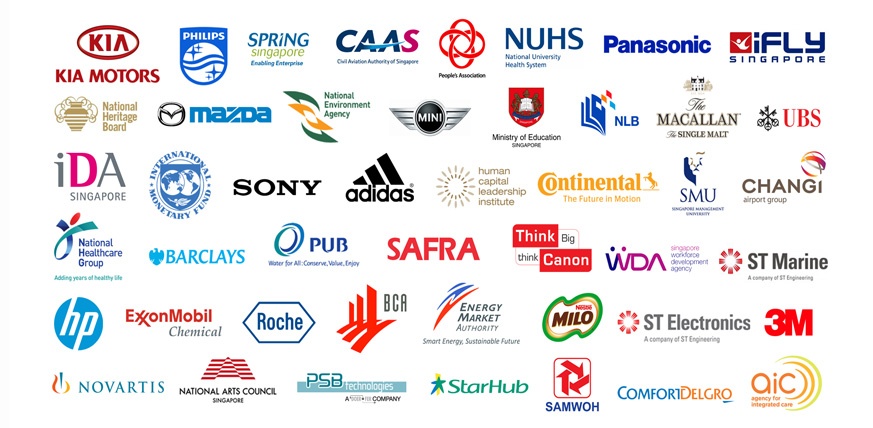 KIA
KIA MOTORS
PHILIPS
SPRING
singapore
Enabling Enterprise
CAAS
Civil Aviation Authority of Singapore
People's Association
NUHS
National University
Health System
Panasonic
iFLY
SINGAPORE
National
Heritage
Board
mazda
National
Environment
Agency
MINI
Ministry of Education
SINGAPORE
NLB
The
MACALLAN
The SINGLE MALT
UBS
iDA
SINGAPORE
INTERNATIONAL
MONETARY FUND
SONY
adidas®
human
capital
leadership
institute
Continental
The Future in Motion
SMU
SINGAPORE MANAGEMENT
UNIVERSITY
CHANGI
airport group
National
Healthcare
Group
Adding years of healthy life
BARCLAYS
PUB
Water for All: Conserve, Value, Enjoy
SAFRA
Think Big
think Canon
WDA
singapore
workforce
development
agency
ST Marine
A company of ST Engineering
hp
ExxonMobil
Chemical
Roche
BCA
ENERGY
MARKET
AUTHORITY
Smart Energy, Sustainable Future
Nestle
MILO
ST Electronics
A company of ST Engineering
3M
NOVARTIS
NATIONAL ARTS COUNCIL
SINGAPORE
PSB technologies
COMPANY
StarHub
SAMWOH
COMFORTDELGRO
aic
agency for
integrated care